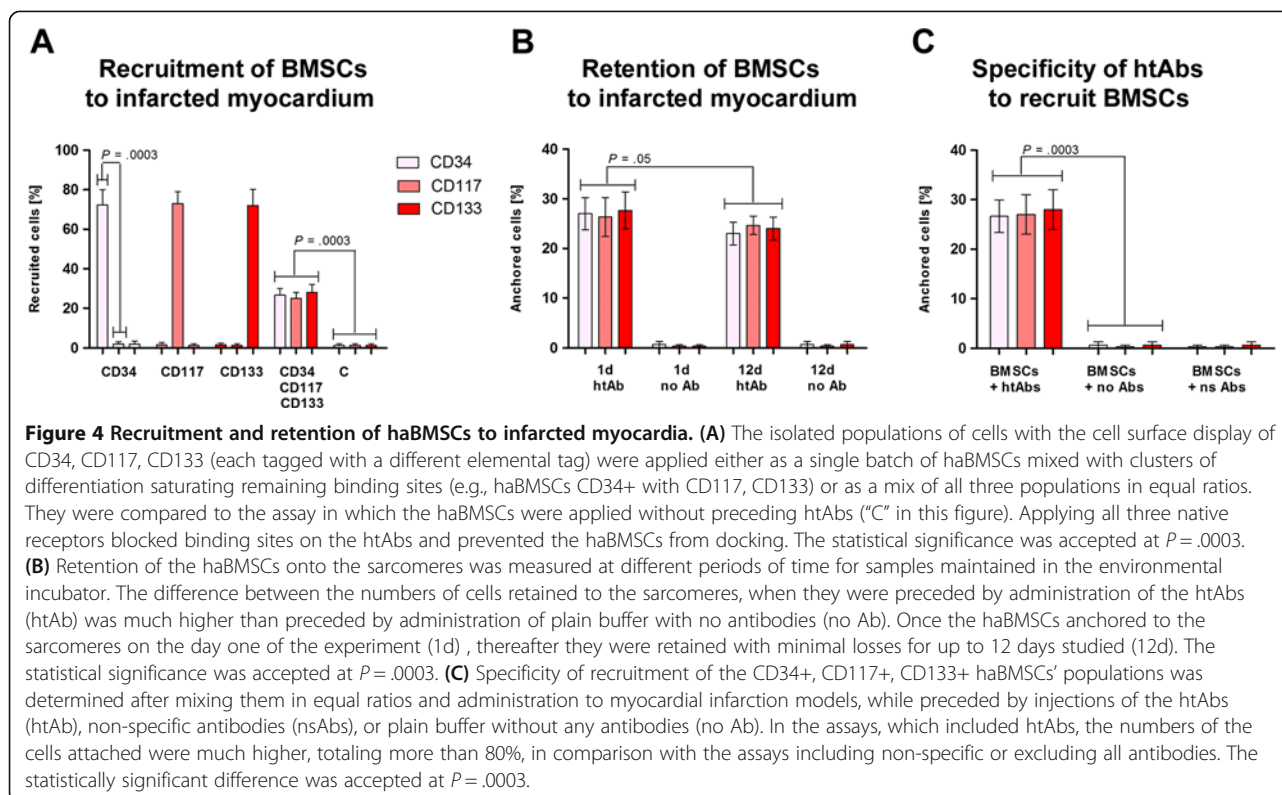 A
Recruitment of BMSCs
to infarcted myocardium
Recruited cells [%]
100
80
60
40
20
0
P = .0003
P = .0003
CD34
CD117
CD133
CD34
CD117
CD133
CD34
CD117
CD133
C
B
Retention of BMSCs
to infarcted myocardium
Anchored cells [%]
40
30
20
10
0
P = .05
1d
htAb
1d
no Ab
12d
htAb
12d
no Ab
C
Specificity of htAbs
to recruit BMSCs
Anchored cells [%]
40
30
20
10
0
P = .0003
BMSCs
+ htAbs
BMSCs
+ no Abs
BMSCs
+ ns Abs
Figure 4 Recruitment and retention of haBMSCs to infarcted myocardia. (A) The isolated populations of cells with the cell surface display of
CD34, CD117, CD133 (each tagged with a different elemental tag) were applied either as a single batch of haBMSCs mixed with clusters of
differentiation saturating remaining binding sites (e.g., haBMSCs CD34+ with CD117, CD133) or as a mix of all three populations in equal ratios.
They were compared to the assay in which the haBMSCs were applied without preceding htAbs (“C” in this figure). Applying all three native
receptors blocked binding sites on the htAbs and prevented the haBMSCs from docking. The statistical significance was accepted at P = .0003.
(B) Retention of the haBMSCs onto the sarcomeres was measured at different periods of time for samples maintained in the environmental
incubator. The difference between the numbers of cells retained to the sarcomeres, when they were preceded by administration of the htAbs
(htAb) was much higher than preceded by administration of plain buffer with no antibodies (no Ab). Once the haBMSCs anchored to the
sarcomeres on the day one of the experiment (1d) , thereafter they were retained with minimal losses for up to 12 days studied (12d). The
statistical significance was accepted at P = .0003. (C) Specificity of recruitment of the CD34+, CD117+, CD133+ haBMSCs’ populations was
determined after mixing them in equal ratios and administration to myocardial infarction models, while preceded by injections of the htAbs
(htAb), non-specific antibodies (nsAbs), or plain buffer without any antibodies (no Ab). In the assays, which included htAbs, the numbers of the
cells attached were much higher, totaling more than 80%, in comparison with the assays including non-specific or excluding all antibodies. The
statistically significant difference was accepted at P = .0003.